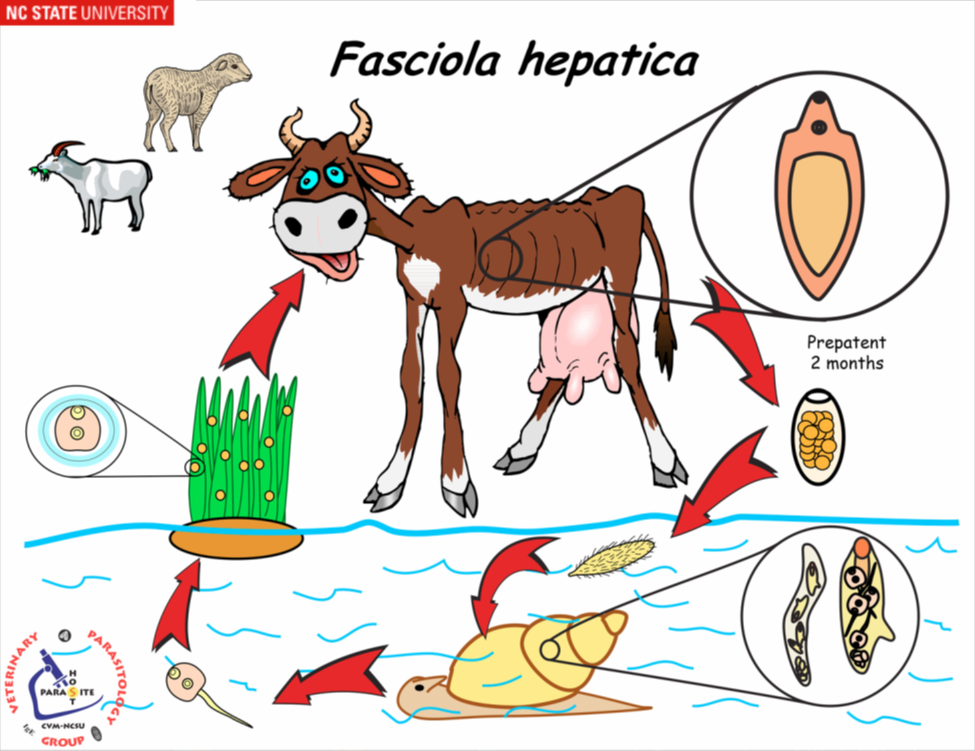 NC STATE UNIVERSITY
Fasciola hepatica
Prepatent
2 months
VETERINARY
PARASITOLOGY
GROUP
HOST
PARASITE
CVM-NCSU